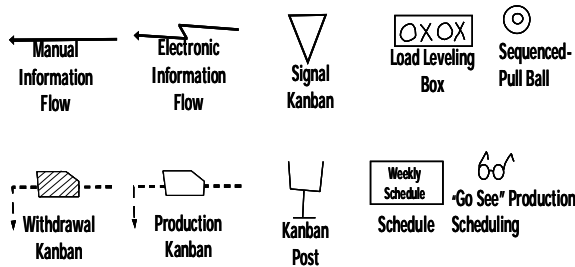 Manual
Information
Flow
Electronic
Information
Flow
Signal
Kanban
OXOX
Load Leveling
Box
Sequenced-
Pull Ball
Withdrawal
Kanban
Production
Kanban
Kanban
Post
Weekly
Schedule
Schedule
"Go See" Production
Scheduling